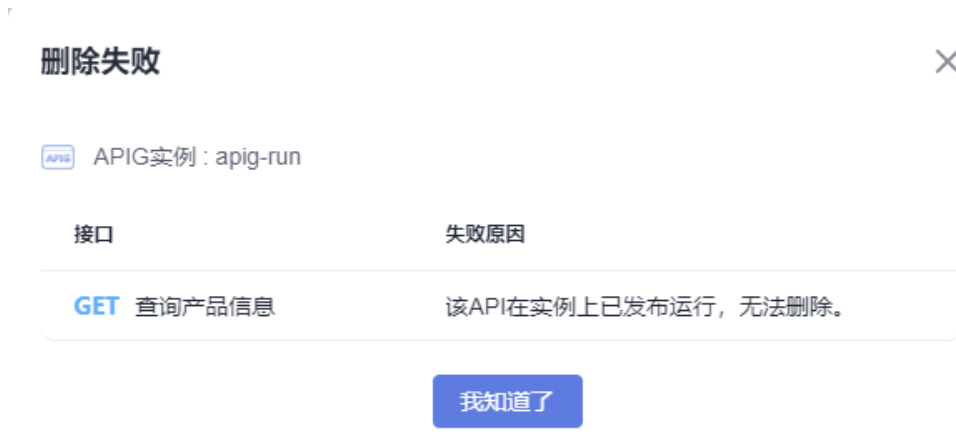 删除失败
APIG APIG实例 : apig-run
接口 失败原因
GET 查询产品信息 该API在实例上已发布运行，无法删除。
我知道了